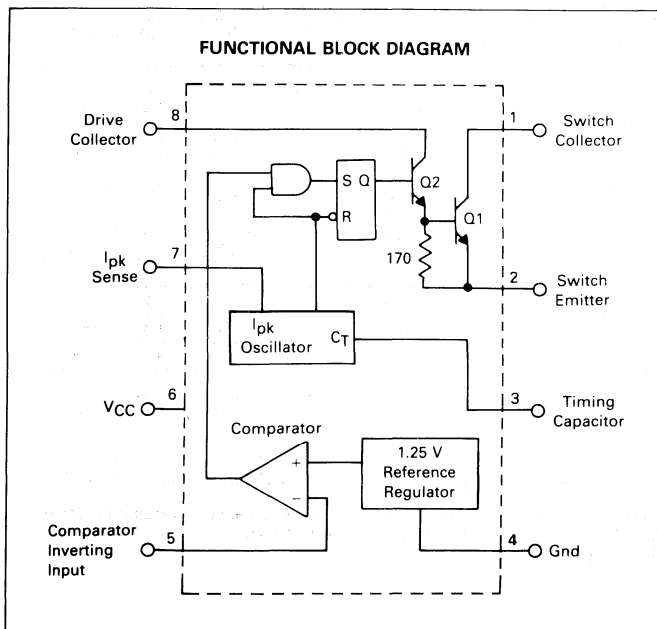 FUNCTIONAL BLOCK DIAGRAM
Drive
Collector
8
1
Switch
Collector
S Q
R
Q2
Q1
170
Ipk
Sense
7
2
Switch
Emitter
Ipk
Oscillator
CT
VCC
6
3
Timing
Capacitor
Comparator
+
−
1.25 V
Reference
Regulator
Comparator
Inverting
Input
5
4
Gnd